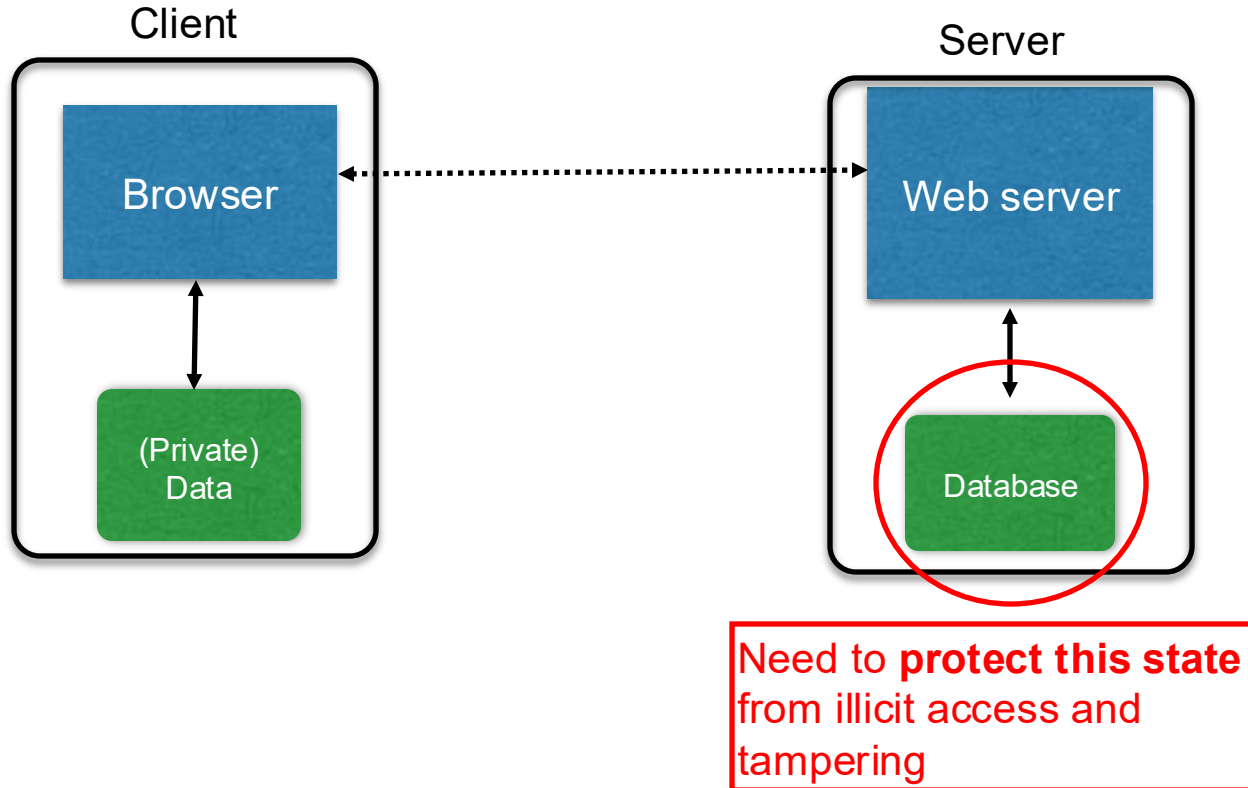 Client
Server
Browser
Web server
(Private)
Data
Database
Need to protect this state
from illicit access and
tampering